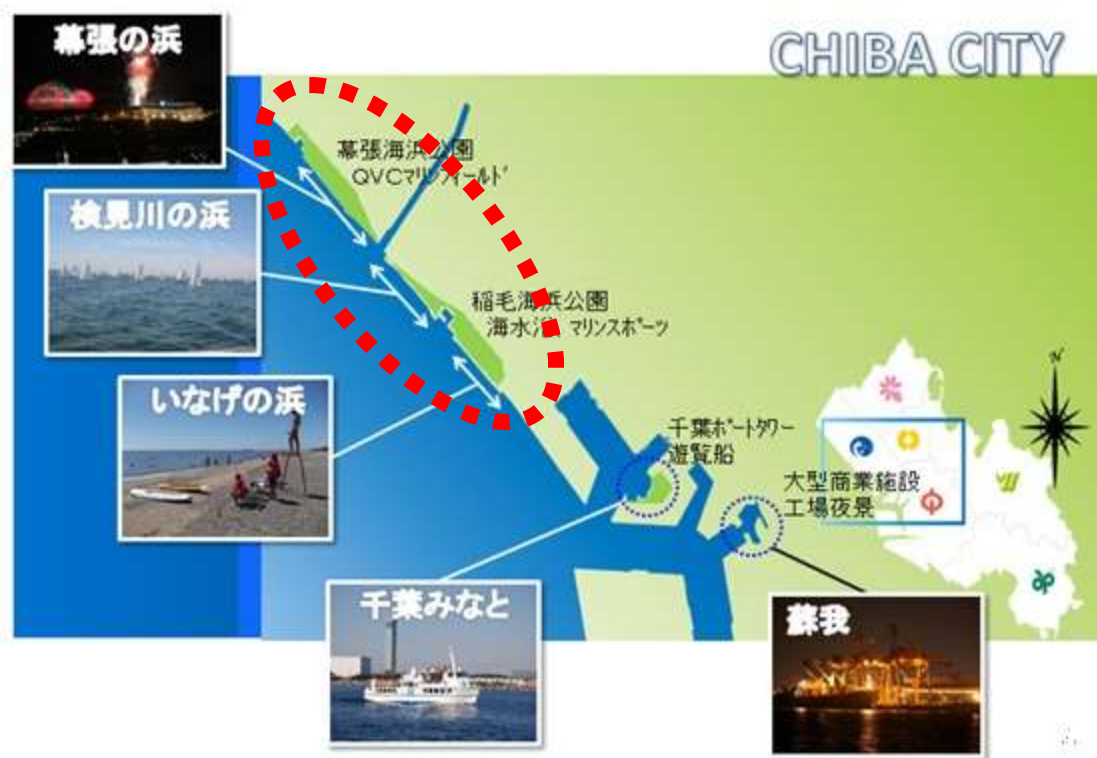 CHIBA CITY
幕張の浜
幕張海浜公園
QVCマリンフィールド
検見川の浜
稲毛海浜公園
海水浴 マリンスポーツ
いなげの浜
千葉ポートタワー
遊覧船
大型商業施設
工場夜景
N
千葉みなと
蘇我